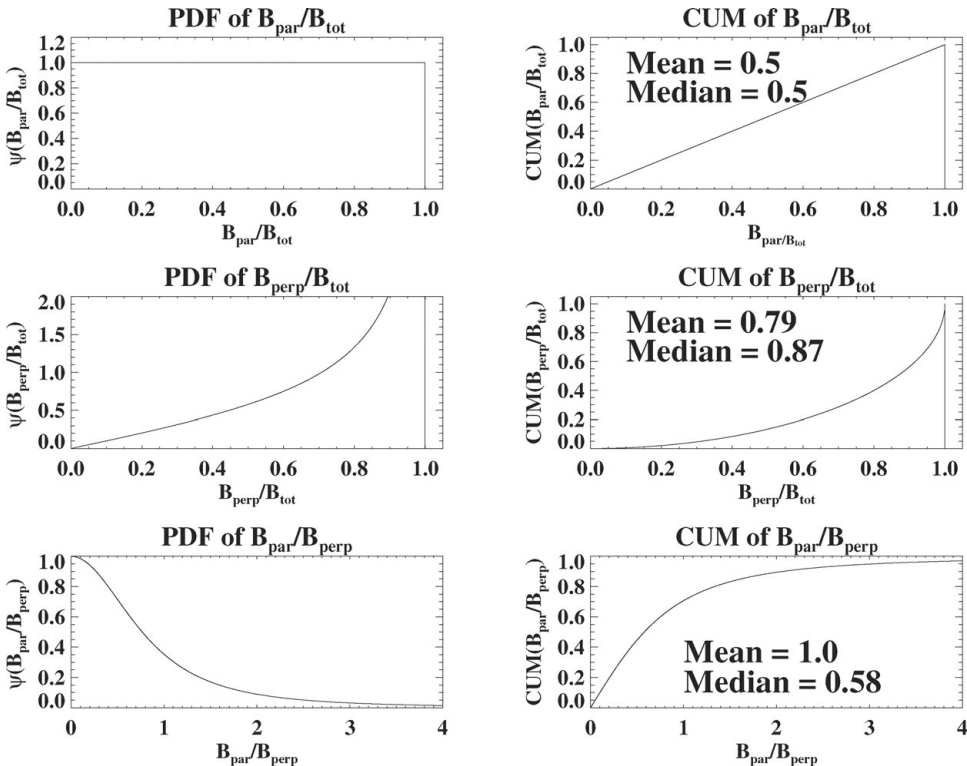 PDF of B_par/B_tot
ψ(B_par/B_tot)
1.2
1.0
0.8
0.6
0.4
0.2
0.0
0.0 0.2 0.4 0.6 0.8 1.0
B_par/B_tot
CUM of B_par/B_tot
CUM(B_par/B_tot)
1.0
0.8
0.6
0.4
0.2
0.0
Mean = 0.5
Median = 0.5
0.0 0.2 0.4 0.6 0.8 1.0
B_par/B_tot
PDF of B_perp/B_tot
ψ(B_perp/B_tot)
2.0
1.5
1.0
0.5
0.0
0.0 0.2 0.4 0.6 0.8 1.0
B_perp/B_tot
CUM of B_perp/B_tot
CUM(B_perp/B_tot)
1.0
0.8
0.6
0.4
0.2
0.0
Mean = 0.79
Median = 0.87
0.0 0.2 0.4 0.6 0.8 1.0
B_perp/B_tot
PDF of B_par/B_perp
ψ(B_par/B_perp)
1.0
0.8
0.6
0.4
0.2
0.0
0 1 2 3 4
B_par/B_perp
CUM of B_par/B_perp
CUM(B_par/B_perp)
1.0
0.8
0.6
0.4
0.2
0.0
Mean = 1.0
Median = 0.58
0 1 2 3 4
B_par/B_perp